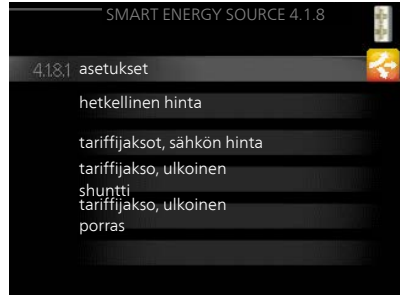 SMART ENERGY SOURCE 4.1.8
4.1.8.1 asetukset
hetkellinen hinta
tariffijaksot, sähkön hinta
tariffijakso, ulkoinen
shuntti
tariffijakso, ulkoinen
porras